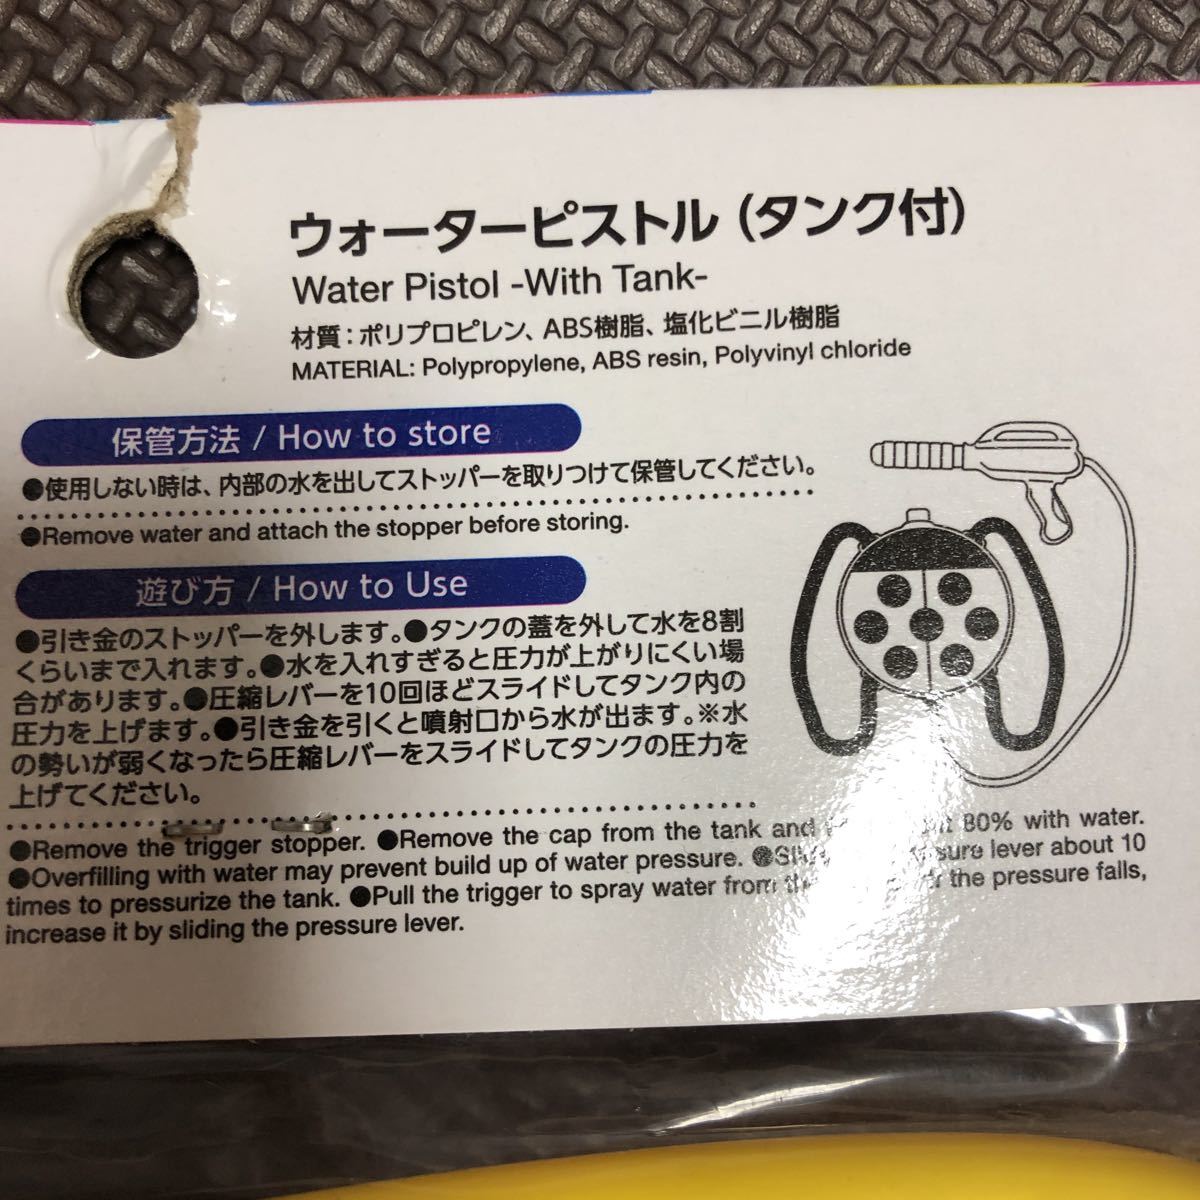 ウォーターピストル（タンク付）
Water Pistol -With Tank-
材質：ポリプロピレン、ABS樹脂、塩化ビニル樹脂
MATERIAL: Polypropylene, ABS resin, Polyvinyl chloride
保管方法 / How to store
●使用しない時は、内部の水を出してストッパーを取りつけて保管してください。
●Remove water and attach the stopper before storing.
遊び方 / How to Use
●引き金のストッパーを外します。●タンクの蓋を外して水を8割
くらいまで入れます。●水を入れすぎると圧力が上がりにくい場
合があります。●圧縮レバーを10回ほどスライドしてタンク内の
圧力を上げます。●引き金を引くと噴射口から水が出ます。※水
の勢いが弱くなったら圧縮レバーをスライドしてタンクの圧力を
上げてください。
●Remove the trigger stopper. ●Remove the cap from the tank and 80% with water.
●Overfilling with water may prevent build up of water pressure. ● lever about 10
times to pressurize the tank. ●Pull the trigger to spray water from the pressure falls,
increase it by sliding the pressure lever.